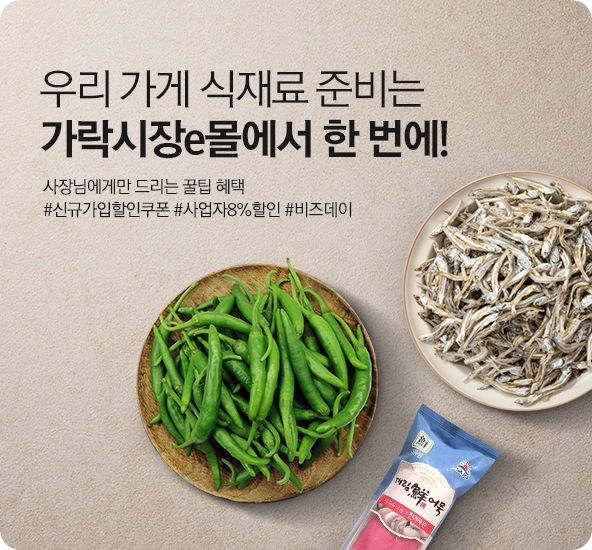 우리 가게 식재료 준비는
가락시장e몰에서 한 번에!
사장님에게만 드리는 꿀팁 혜택
#신규가입할인쿠폰 #사업자8%할인 #비즈데이
어묵